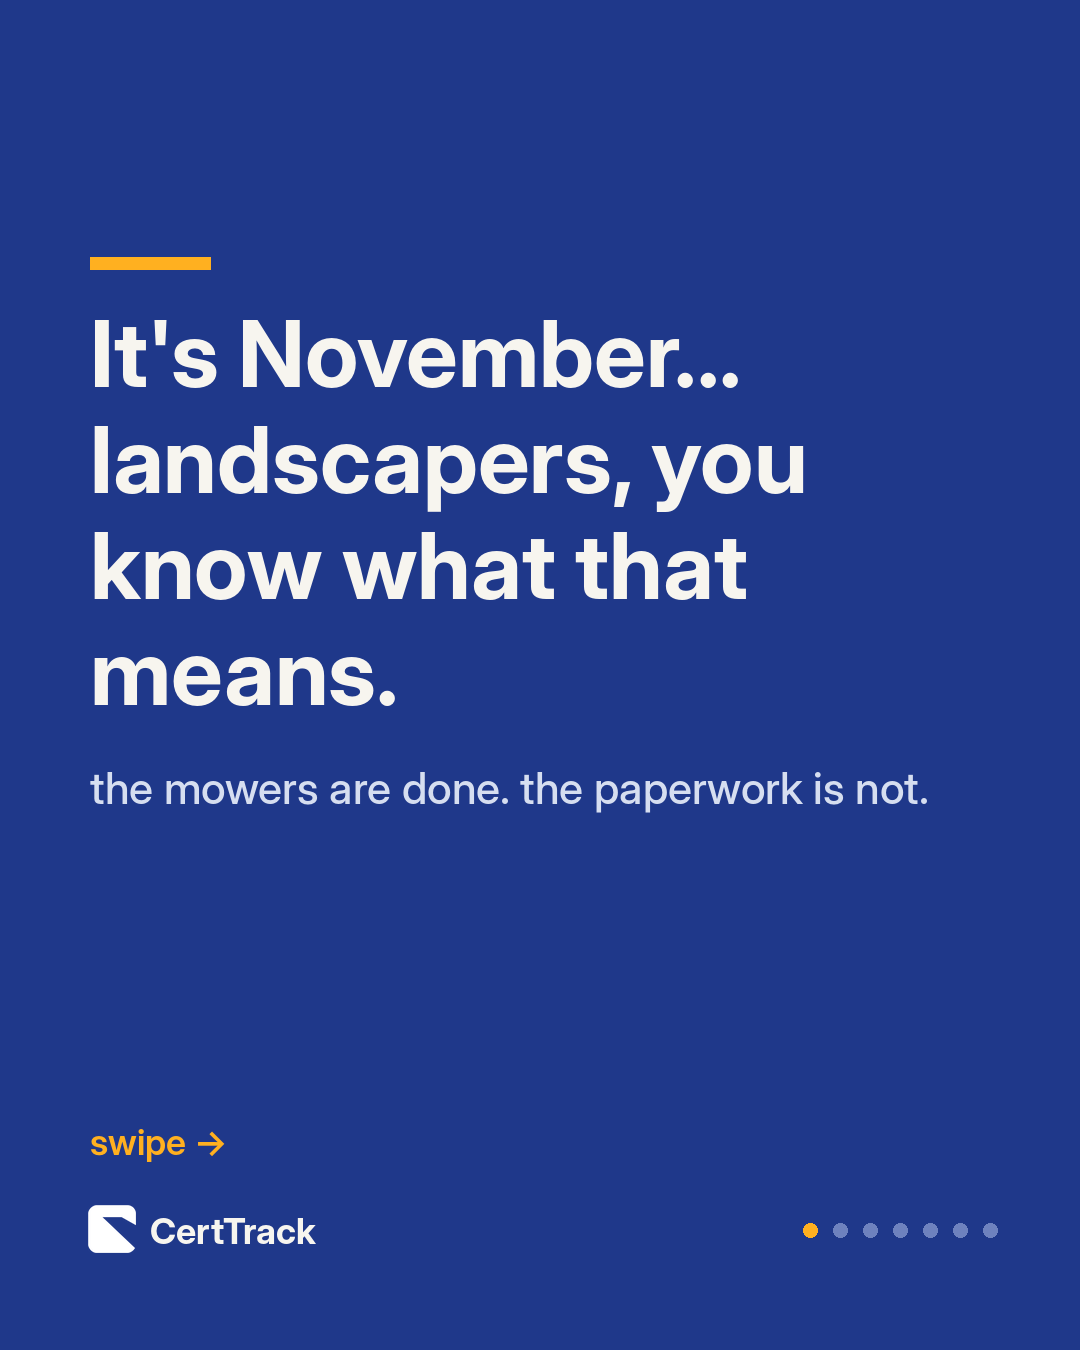 It's November...
landscapers, you
know what that
means.
the mowers are done. the paperwork is not.
swipe →
CertTrack